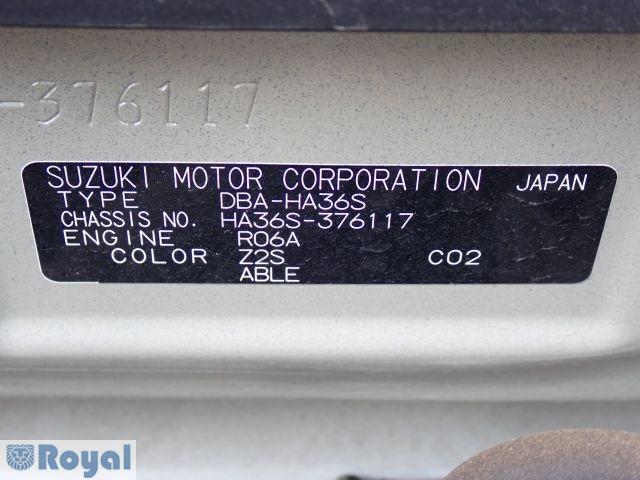 -376117
SUZUKI MOTOR CORPORATION JAPAN
TYPE DBA-HA36S
CHASSIS NO. HA36S-376117
ENGINE R06A
COLOR Z2S C02
ABLE
Royal